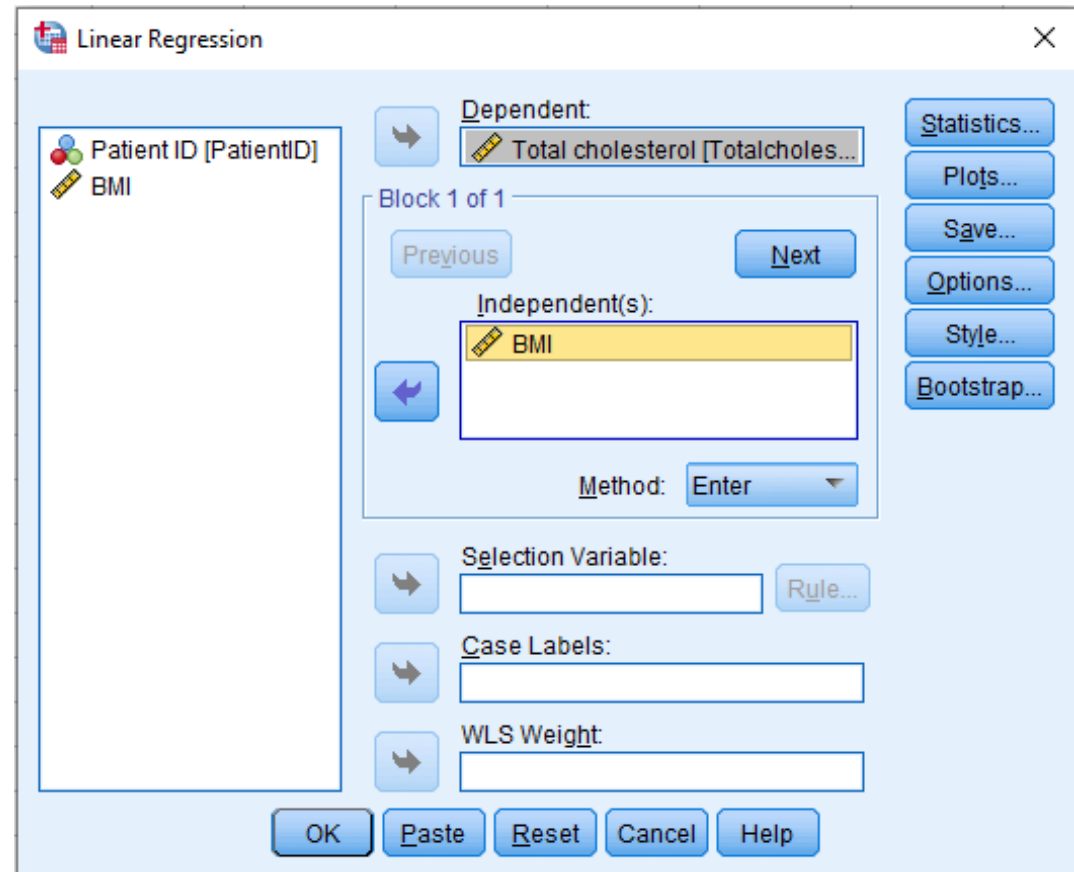 Linear Regression
Patient ID [PatientID]
BMI
Dependent:
Total cholesterol [Totalcholes...
Block 1 of 1
Previous
Next
Independent(s):
BMI
Method: Enter
Selection Variable:
Rule...
Case Labels:
WLS Weight:
Statistics...
Plots...
Save...
Options...
Style...
Bootstrap...
OK Paste Reset Cancel Help